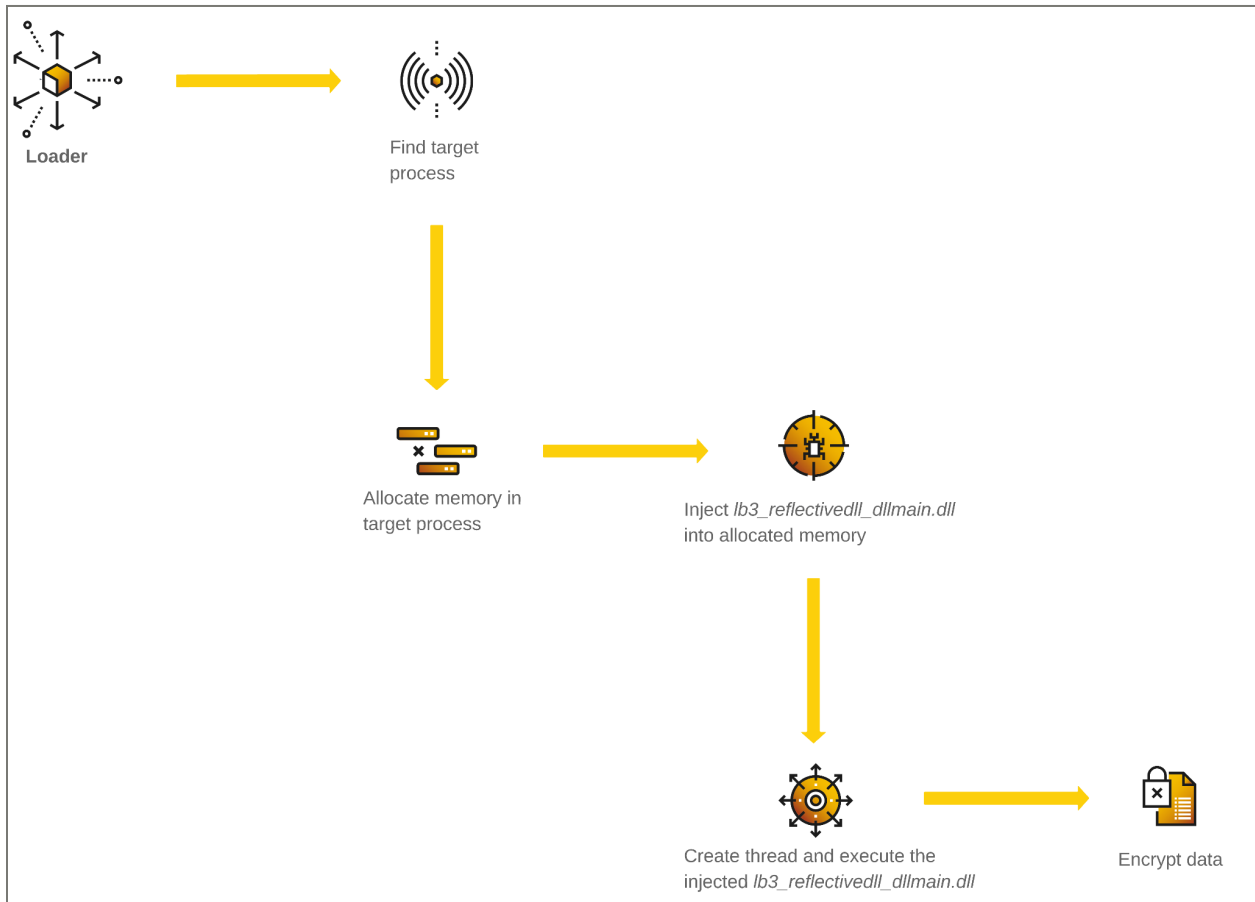 Loader
Find target
process
Allocate memory in
target process
Inject lb3_reflectivedll_dllmain.dll
into allocated memory
Create thread and execute the
injected lb3_reflectivedll_dllmain.dll
Encrypt data